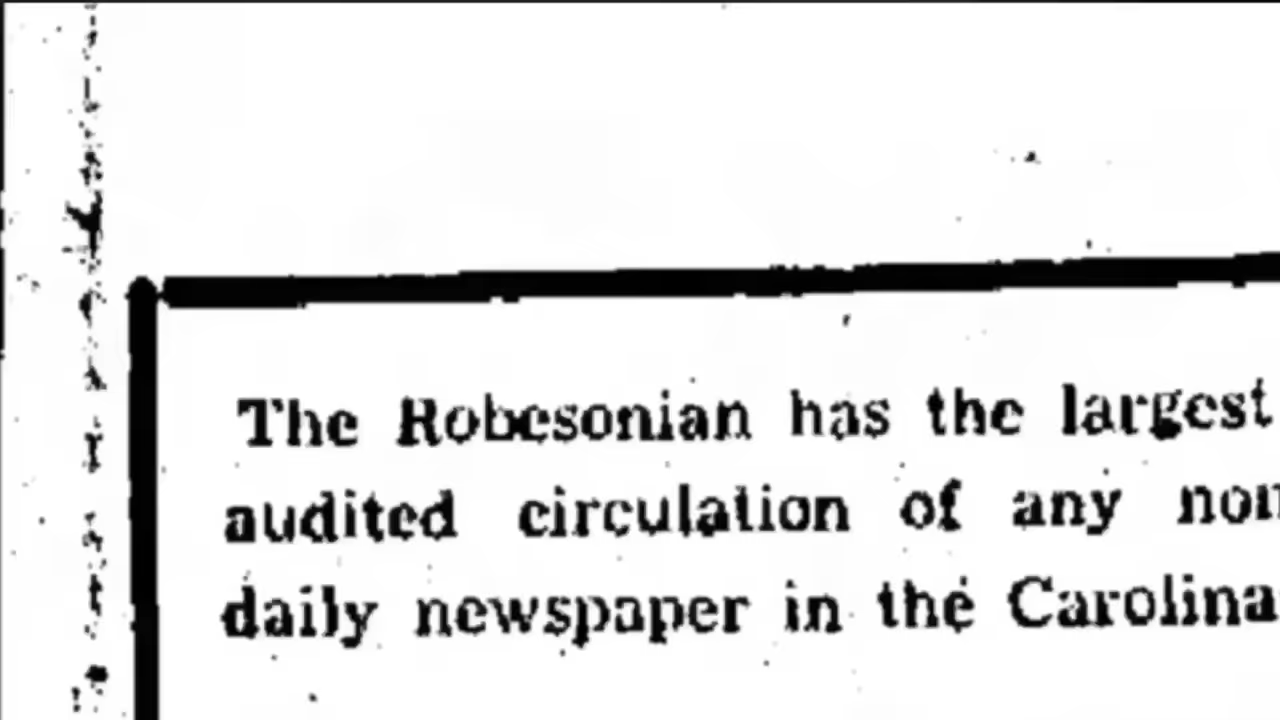 The Robesonian has the largest
audited circulation of any non
daily newspaper in the Carolina